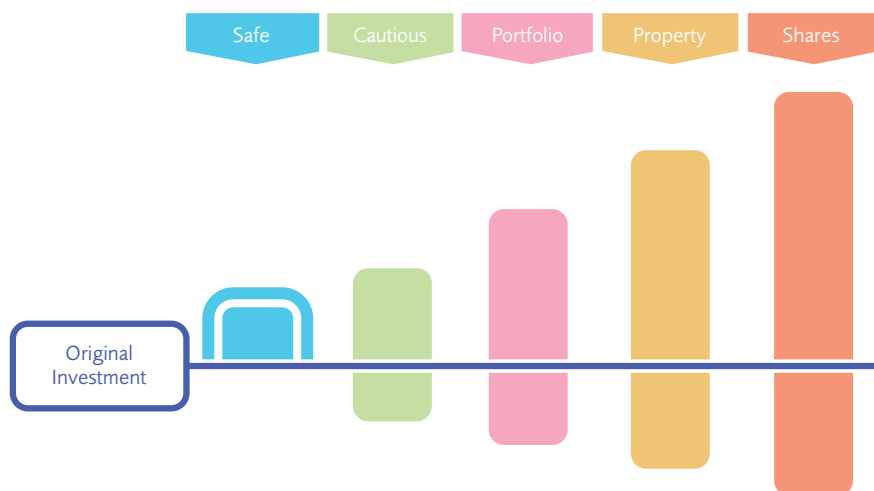 Safe
Cautious
Portfolio
Property
Shares
Original
Investment